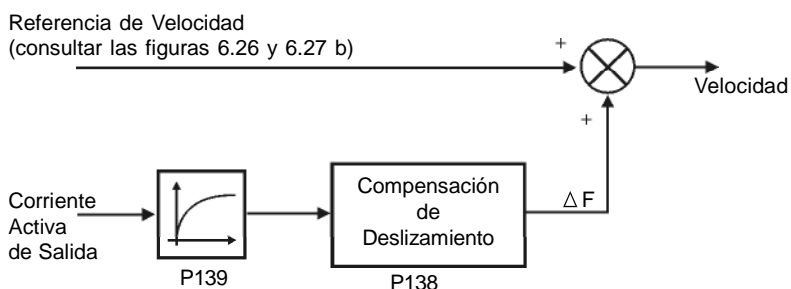 Referencia de Velocidad
(consultar las figuras 6.26 y 6.27 b)
+
Velocidad
+
Corriente
Activa
de Salida
P139
Compensación
de
Deslizamiento
P138
Δ F